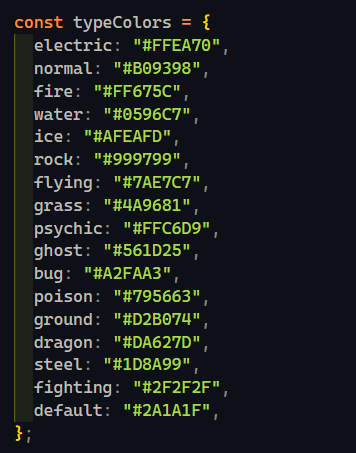 const typeColors = {
  electric: "#FFEA70",
  normal: "#B09398",
  fire: "#FF675C",
  water: "#0596C7",
  ice: "#AFEAFD",
  rock: "#999799",
  flying: "#7AE7C7",
  grass: "#4A9681",
  psychic: "#FFC6D9",
  ghost: "#561D25",
  bug: "#A2FAA3",
  poison: "#795663",
  ground: "#D2B074",
  dragon: "#DA627D",
  steel: "#1D8A99",
  fighting: "#2F2F2F",
  default: "#2A1A1F",
};